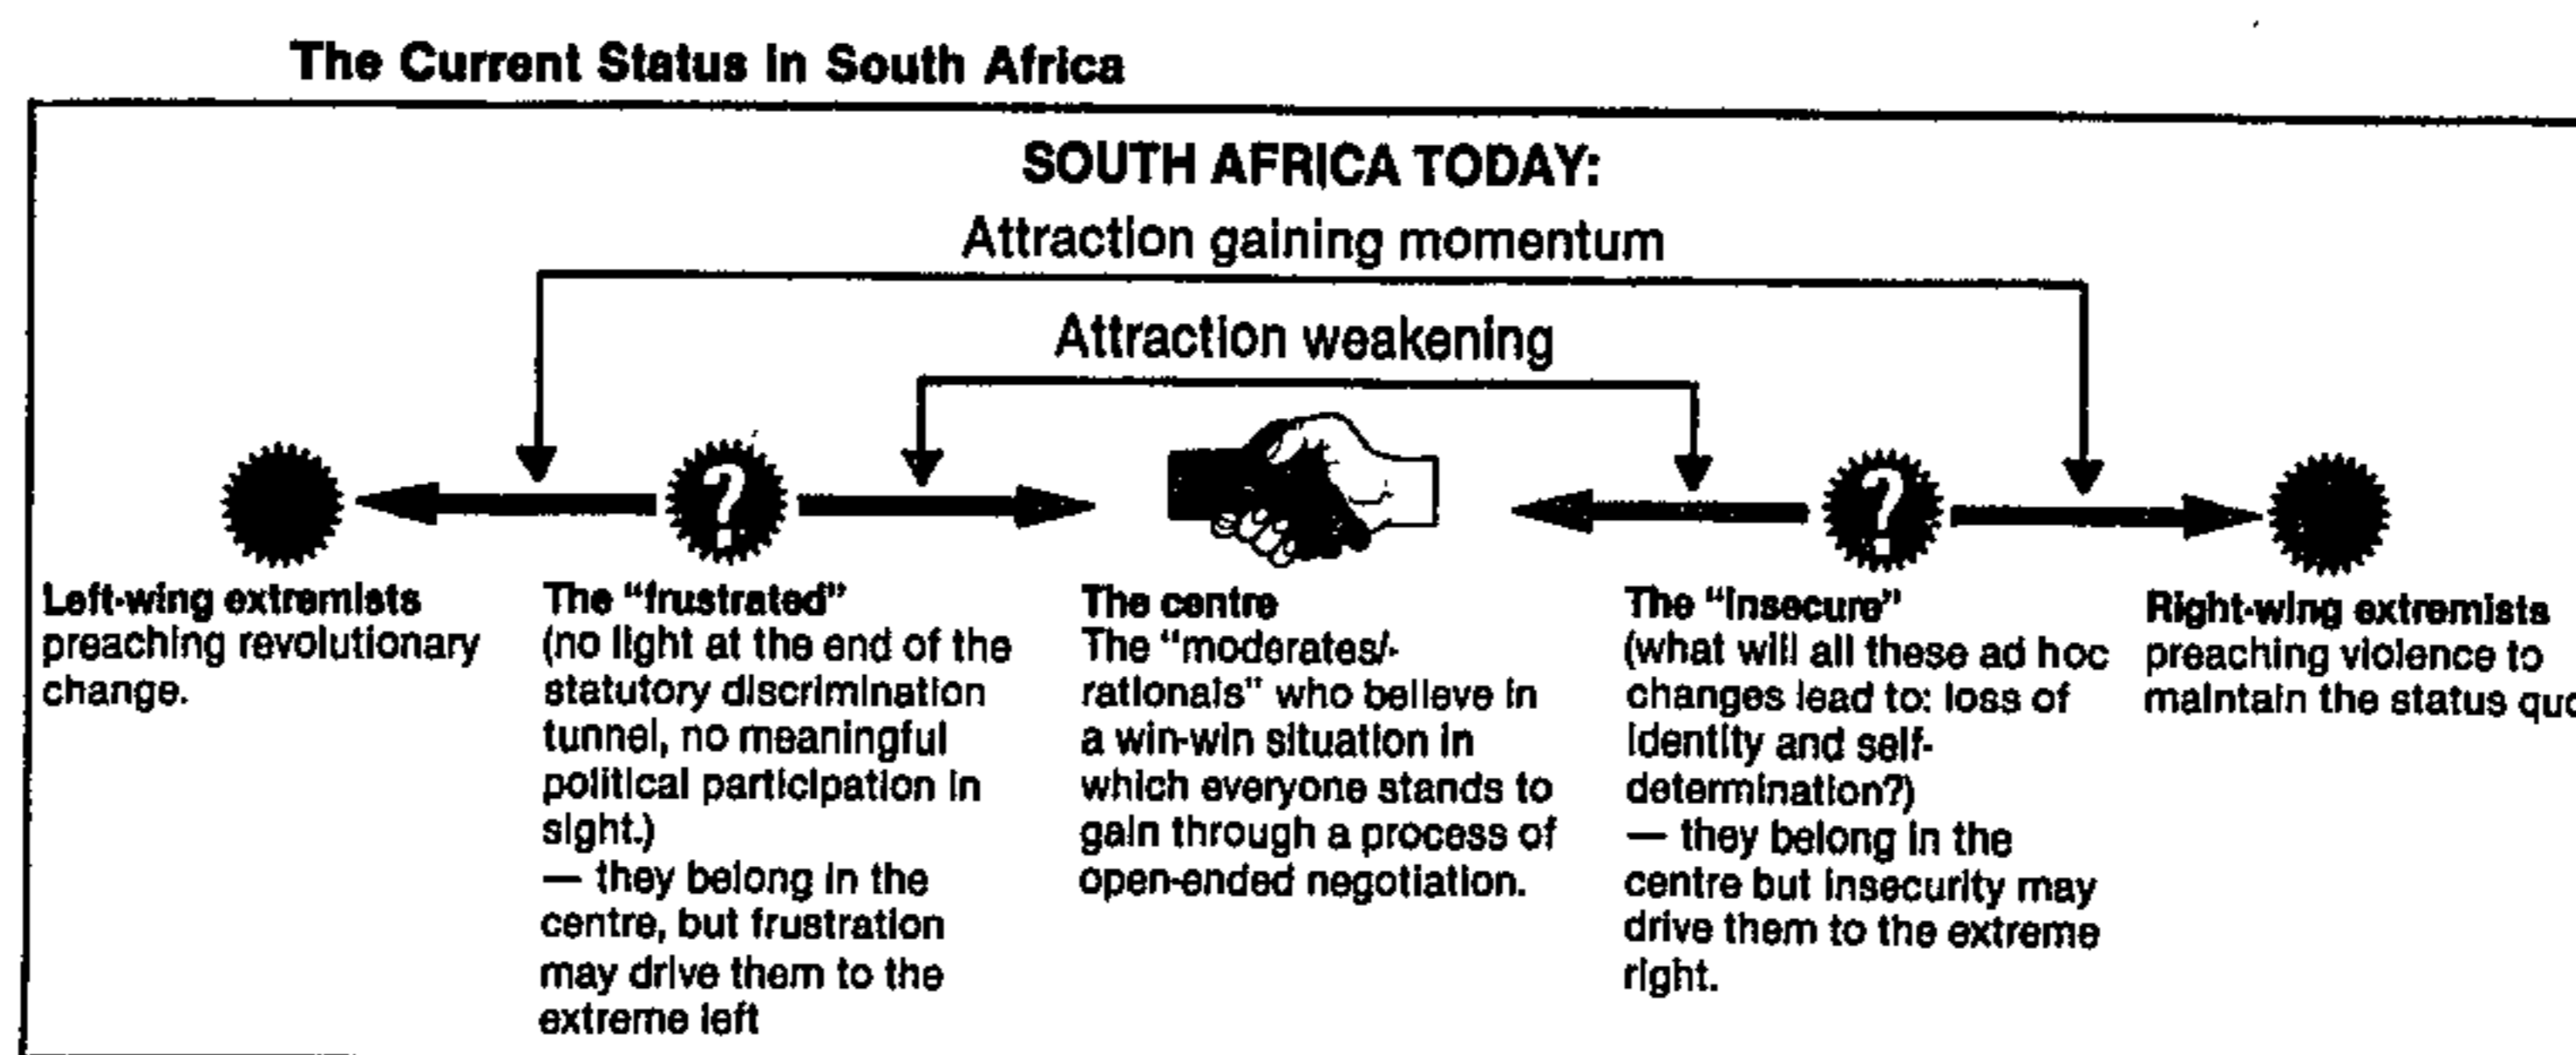 The Current Status in South Africa
SOUTH AFRICA TODAY:
Attraction gaining momentum
Attraction weakening
?
?
Left-wing extremists
preaching revolutionary
change.
The "frustrated"
(no light at the end of the
statutory discrimination
tunnel, no meaningful
political participation in
sight.)
— they belong in the
centre, but frustration
may drive them to the
extreme left
The centre
The "moderates/-
rationals" who believe in
a win-win situation in
which everyone stands to
gain through a process of
open-ended negotiation.
The "insecure"
(what will all these ad hoc
changes lead to: loss of
identity and self-
determination?)
— they belong in the
centre but insecurity may
drive them to the extreme
right.
Right-wing extremists
preaching violence to
maintain the status